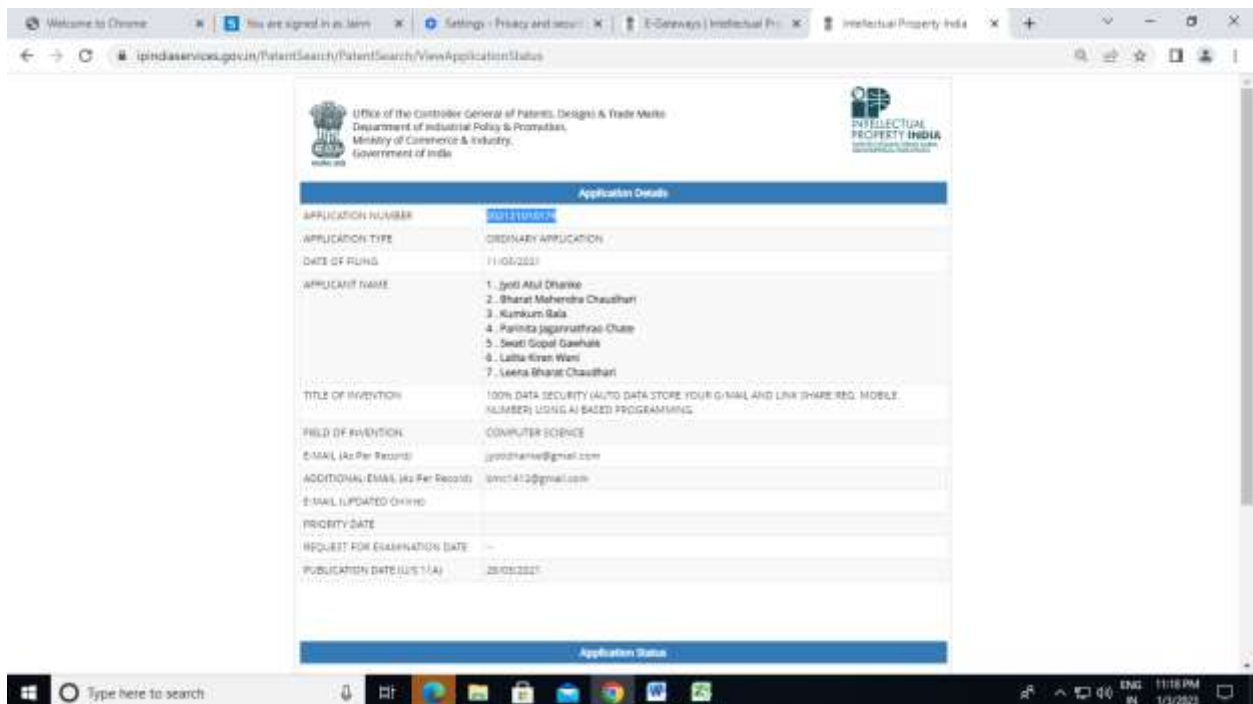 Welcome to Chrome
You are signed in as
Settings - Privacy and
E-Gateways | Intellectual
Intellectual Property India
ipindiaservices.gov.in/PatentSearch/PatentSearch/ViewApplicationStatus
Office of the Controller General of Patents, Designs & Trade Marks
Department of Industrial Policy & Promotion,
Ministry of Commerce & Industry,
Government of India
INTELLECTUAL
PROPERTY INDIA
Application Details
APPLICATION NUMBER
APPLICATION TYPE ORDINARY APPLICATION
DATE OF FILING
APPLICANT NAME 1 . Jyoti Atul Dhanke
2 . Bharat Mahendra Chaudhari
3 . Kumkum Bala
4 . Parinita Jagannathrao Chate
5 . Swati Gopal Gawhale
6 . Lalita Kiran Wani
7 . Leena Bharat Chaudhari
TITLE OF INVENTION 100% DATA SECURITY (AUTO DATA STORE YOUR G-MAIL AND LINK SHARE REG. MOBILE
NUMBER) USING AI BASED PROGRAMMING.
FIELD OF INVENTION COMPUTER SCIENCE
E-MAIL (As Per Record)
ADDITIONAL-EMAIL (As Per Record) bmc1412@gmail.com
E-MAIL (UPDATED Online)
PRIORITY DATE
REQUEST FOR EXAMINATION DATE --
PUBLICATION DATE (U/S 11A)
Application Status
Type here to search
ENG 11:18 PM
IN 1/3/2023